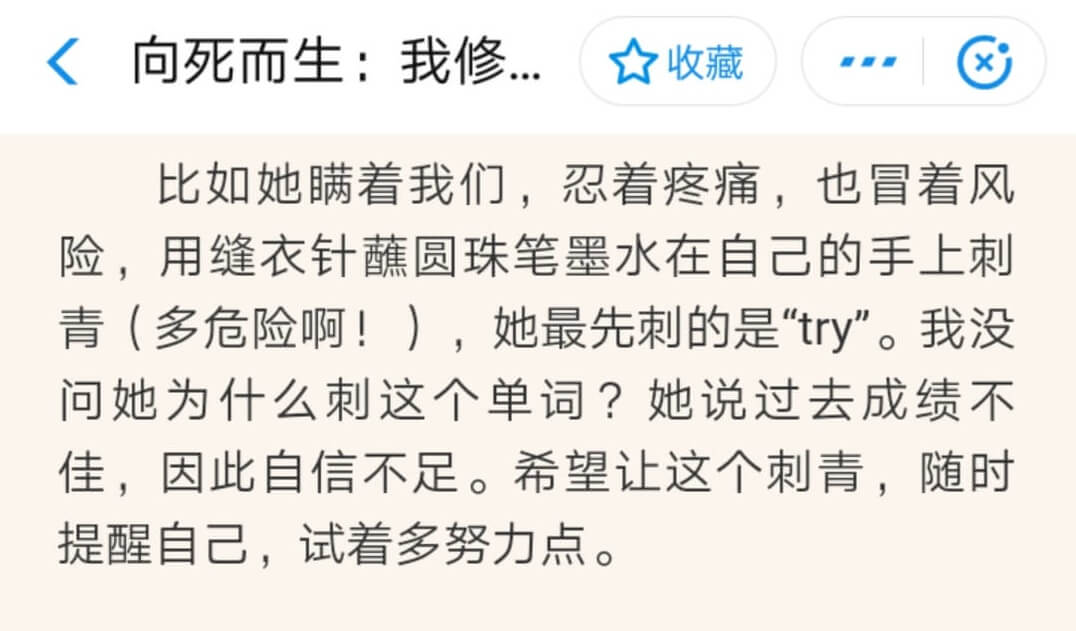 向死而生：我修...
收藏
比如她瞒着我们，忍着疼痛，也冒着风
险，用缝衣针蘸圆珠笔墨水在自己的手上刺
青（多危险啊！），她最先刺的是“try”。我没
问她为什么刺这个单词？她说过去成绩不
佳，因此自信不足。希望让这个刺青，随时
提醒自己，试着多努力点。